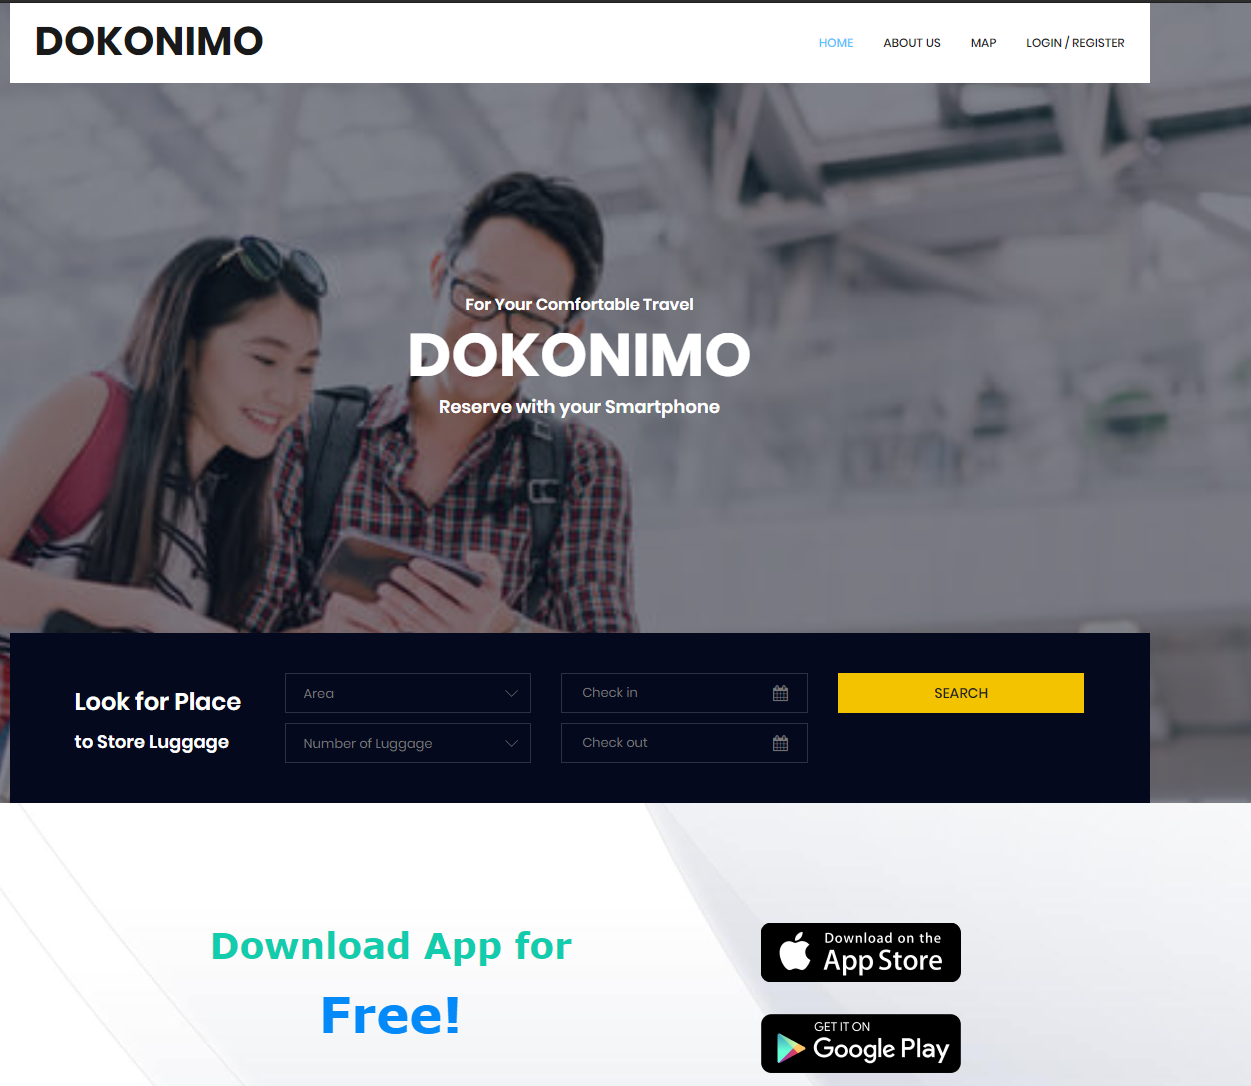 DOKONIMO
HOME
ABOUT US
MAP
LOGIN / REGISTER
For Your Comfortable Travel
DOKONIMO
Reserve with your Smartphone
Look for Place
to Store Luggage
Area
Number of Luggage
Check in
Check out
SEARCH
Download App for
Free!
Download on the
App Store
GET IT ON
Google Play